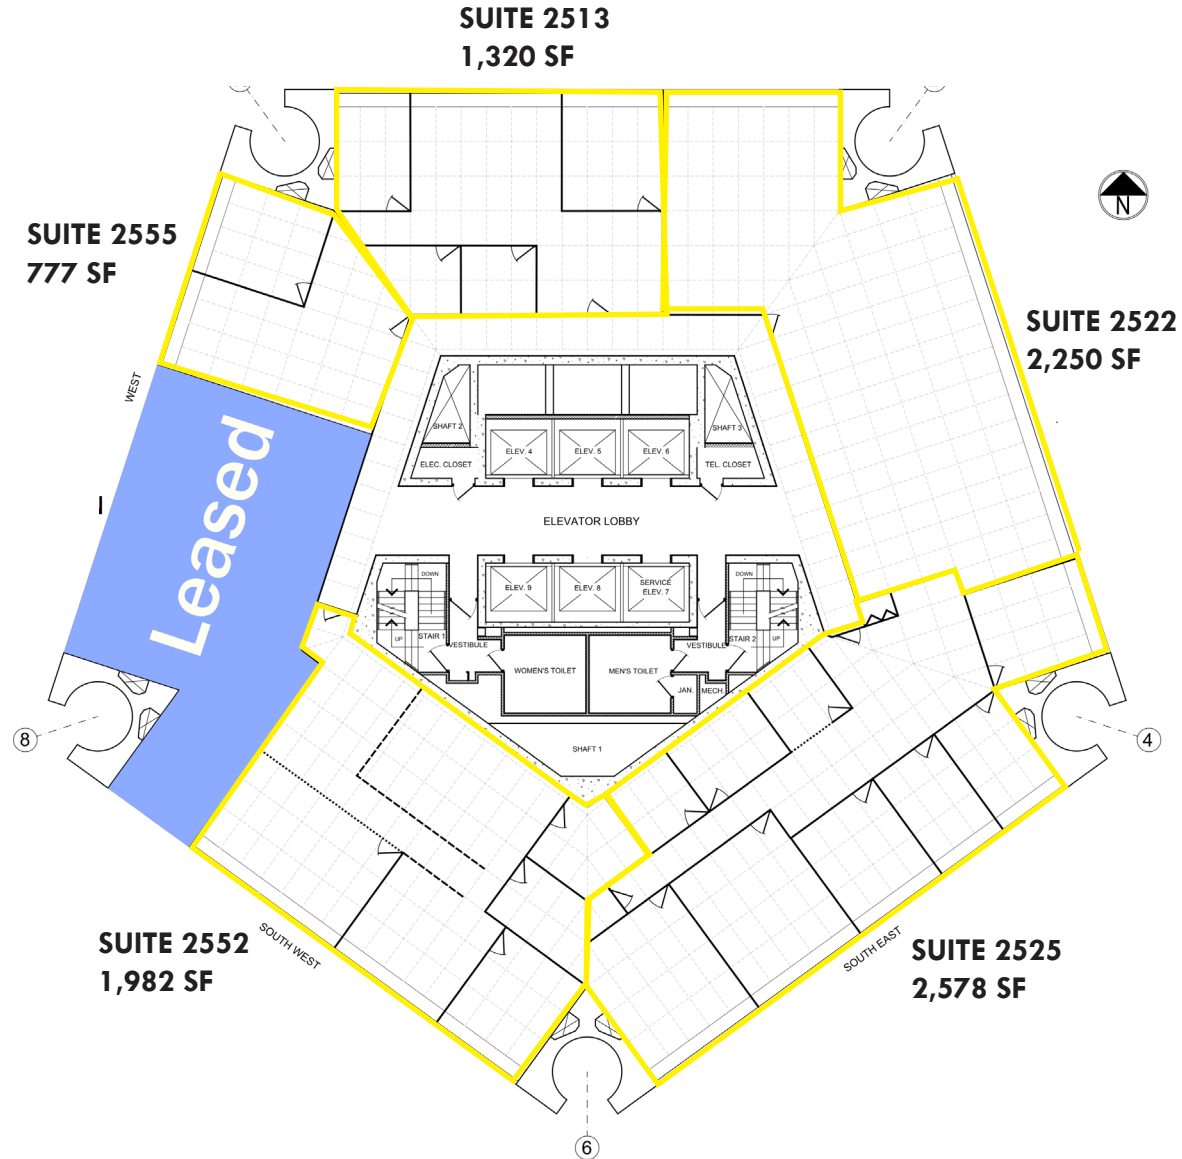 SUITE 2513
1,320 SF
N
SUITE 2555
777 SF
SUITE 2522
2,250 SF
WEST
Leased
SHAFT 2
SHAFT 3
ELEV. 4
ELEV. 5
ELEV. 6
ELEC. CLOSET
TEL. CLOSET
ELEVATOR LOBBY
DOWN
DOWN
ELEV. 9
ELEV. 8
SERVICE
ELEV. 7
UP
STAIR 1
VESTIBULE
VESTIBULE
STAIR 2
UP
WOMEN'S TOILET
MEN'S TOILET
JAN.
MECH.
SHAFT 1
8
4
SOUTH WEST
SOUTH EAST
SUITE 2552
1,982 SF
SUITE 2525
2,578 SF
6